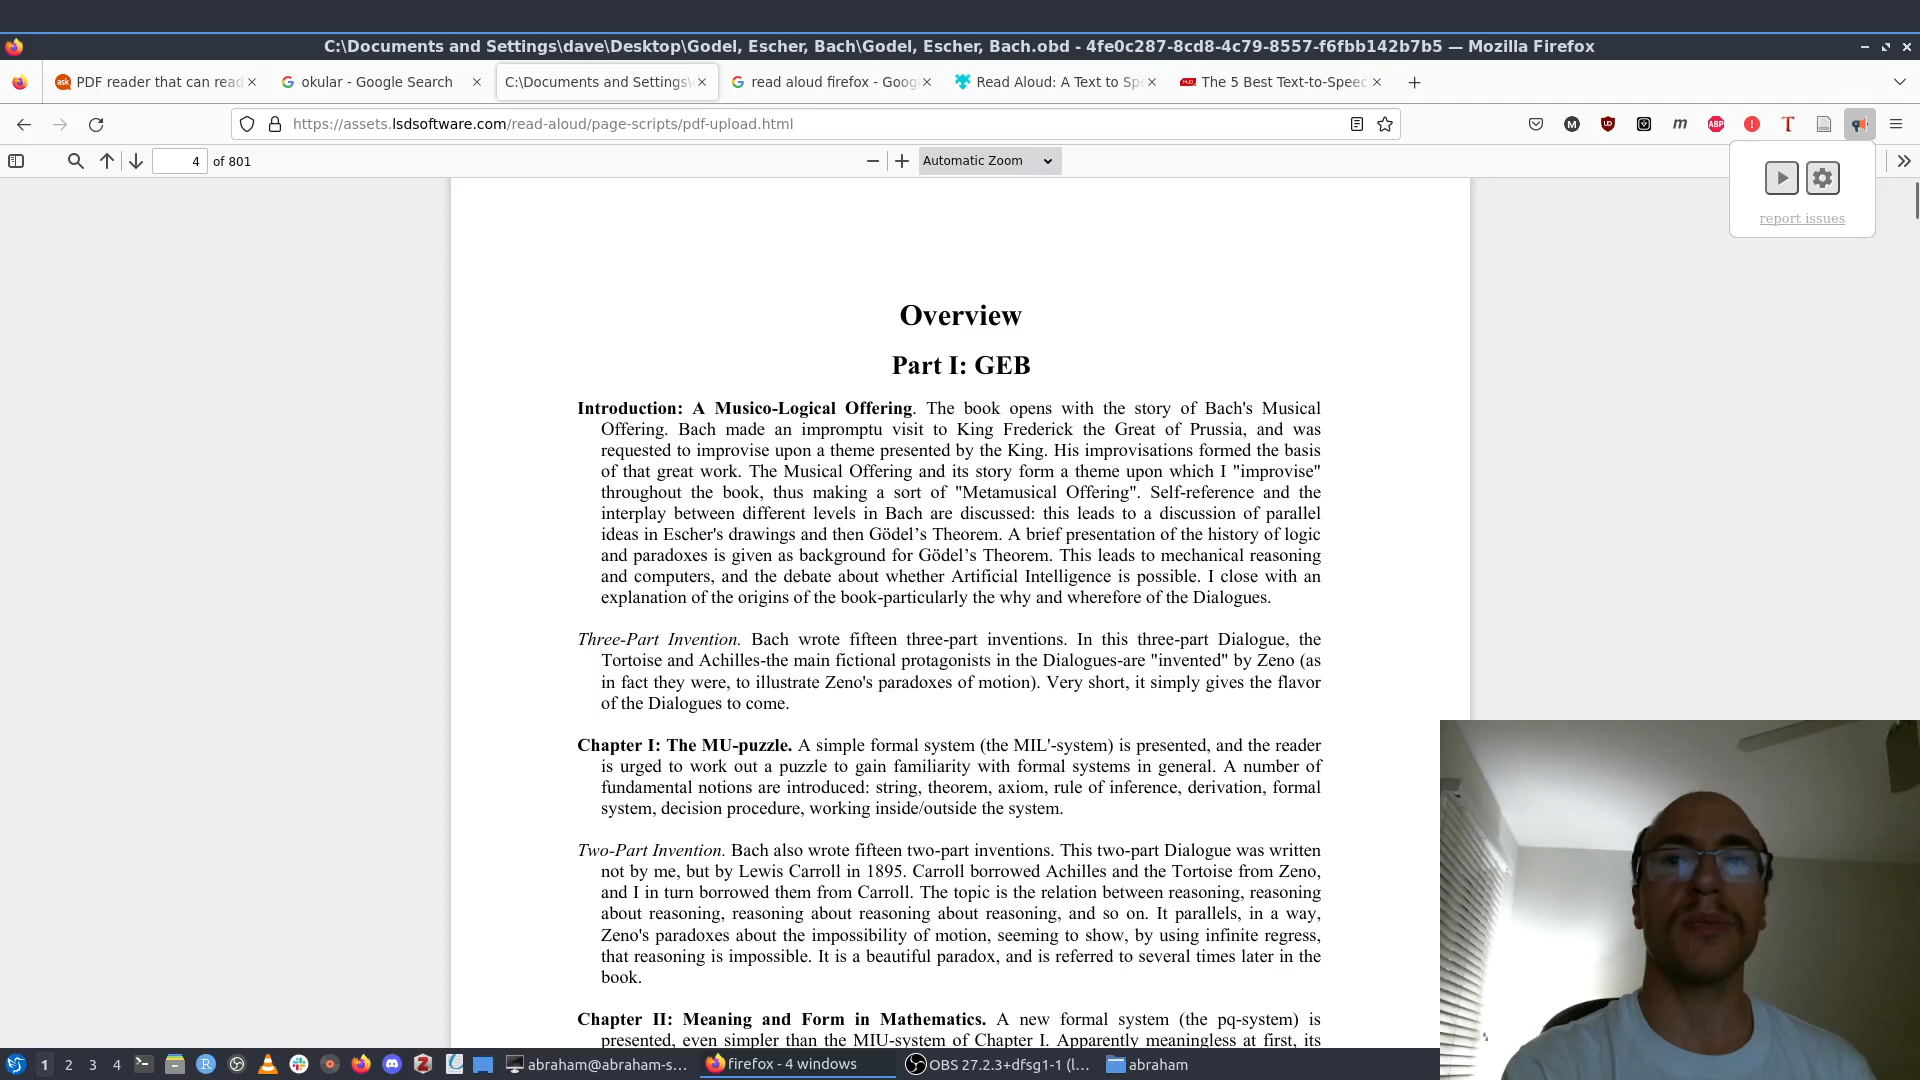 C:\Documents and Settings\dave\Desktop\Godel, Escher, Bach\Godel, Escher, Bach.obd - 4fe0c287-8cd8-4c79-8557-f6fbb142b7b5 — Mozilla Firefox
PDF reader that can read
okular - Google Search
C:\Documents and Settings\
read aloud firefox - Goog
Read Aloud: A Text to Spe
The 5 Best Text-to-Speec
https://assets.lsdsoftware.com/read-aloud/page-scripts/pdf-upload.html
4 of 801
Automatic Zoom
report issues
Overview
Part I: GEB
Introduction: A Musico-Logical Offering. The book opens with the story of Bach's Musical
Offering. Bach made an impromptu visit to King Frederick the Great of Prussia, and was
requested to improvise upon a theme presented by the King. His improvisations formed the basis
of that great work. The Musical Offering and its story form a theme upon which I "improvise"
throughout the book, thus making a sort of "Metamusical Offering". Self-reference and the
interplay between different levels in Bach are discussed: this leads to a discussion of parallel
ideas in Escher's drawings and then Gödel’s Theorem. A brief presentation of the history of logic
and paradoxes is given as background for Gödel’s Theorem. This leads to mechanical reasoning
and computers, and the debate about whether Artificial Intelligence is possible. I close with an
explanation of the origins of the book-particularly the why and wherefore of the Dialogues.
Three-Part Invention. Bach wrote fifteen three-part inventions. In this three-part Dialogue, the
Tortoise and Achilles-the main fictional protagonists in the Dialogues-are "invented" by Zeno (as
in fact they were, to illustrate Zeno's paradoxes of motion). Very short, it simply gives the flavor
of the Dialogues to come.
Chapter I: The MU-puzzle. A simple formal system (the MIL'-system) is presented, and the reader
is urged to work out a puzzle to gain familiarity with formal systems in general. A number of
fundamental notions are introduced: string, theorem, axiom, rule of inference, derivation, formal
system, decision procedure, working inside/outside the system.
Two-Part Invention. Bach also wrote fifteen two-part inventions. This two-part Dialogue was written
not by me, but by Lewis Carroll in 1895. Carroll borrowed Achilles and the Tortoise from Zeno,
and I in turn borrowed them from Carroll. The topic is the relation between reasoning, reasoning
about reasoning, reasoning about reasoning about reasoning, and so on. It parallels, in a way,
Zeno's paradoxes about the impossibility of motion, seeming to show, by using infinite regress,
that reasoning is impossible. It is a beautiful paradox, and is referred to several times later in the
book.
Chapter II: Meaning and Form in Mathematics. A new formal system (the pq-system) is
presented, even simpler than the MIU-system of Chapter I. Apparently meaningless at first, its
1 2 3 4
abraham@abraham-s...
firefox - 4 windows
OBS 27.2.3+dfsg1-1 (l...
abraham